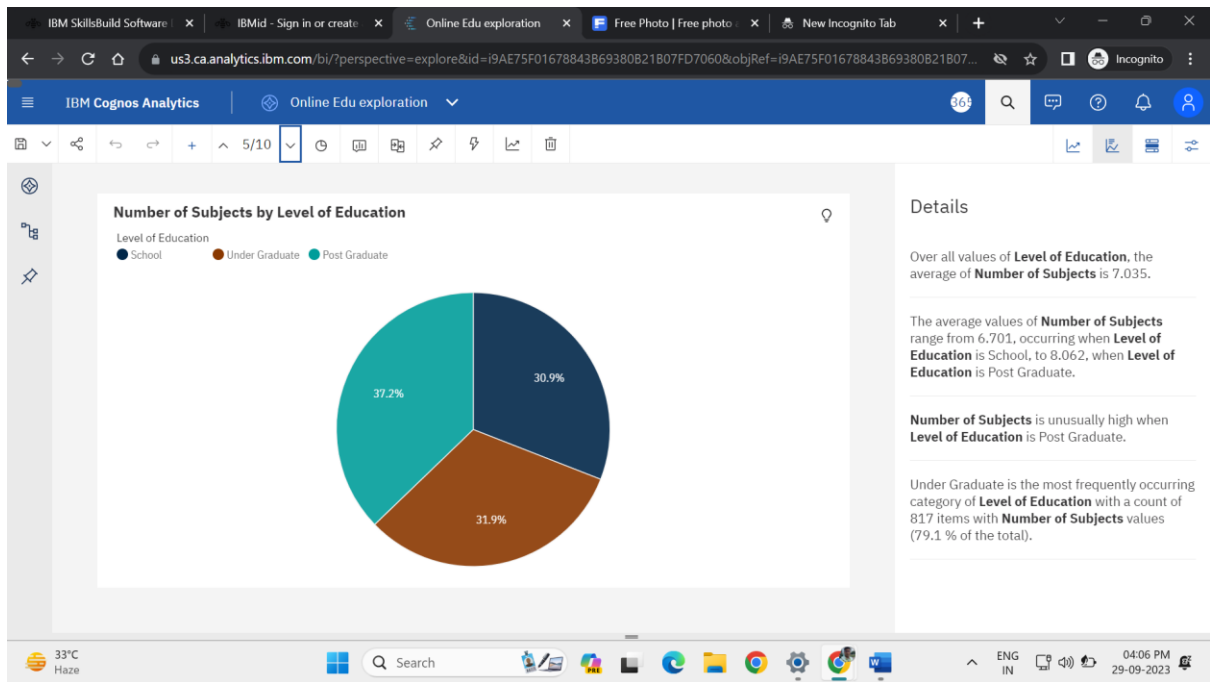 IBM SkillsBuild Software
IBMid - Sign in or create
Online Edu exploration
Free Photo | Free photo
New Incognito Tab
us3.ca.analytics.ibm.com/bi/?perspective=explore&id=i9AE75F01678843B69380B21B07FD7060&objRef=i9AE75F01678843B69380B21B07...
Incognito
IBM Cognos Analytics
Online Edu exploration
365
5/10
Number of Subjects by Level of Education
Level of Education
School
Under Graduate
Post Graduate
37.2%
30.9%
31.9%
Details
Over all values of Level of Education, the
average of Number of Subjects is 7.035.
The average values of Number of Subjects
range from 6.701, occurring when Level of
Education is School, to 8.062, when Level of
Education is Post Graduate.
Number of Subjects is unusually high when
Level of Education is Post Graduate.
Under Graduate is the most frequently occurring
category of Level of Education with a count of
817 items with Number of Subjects values
(79.1 % of the total).
33°C
Haze
Search
PRE
ENG
IN
04:06 PM
29-09-2023